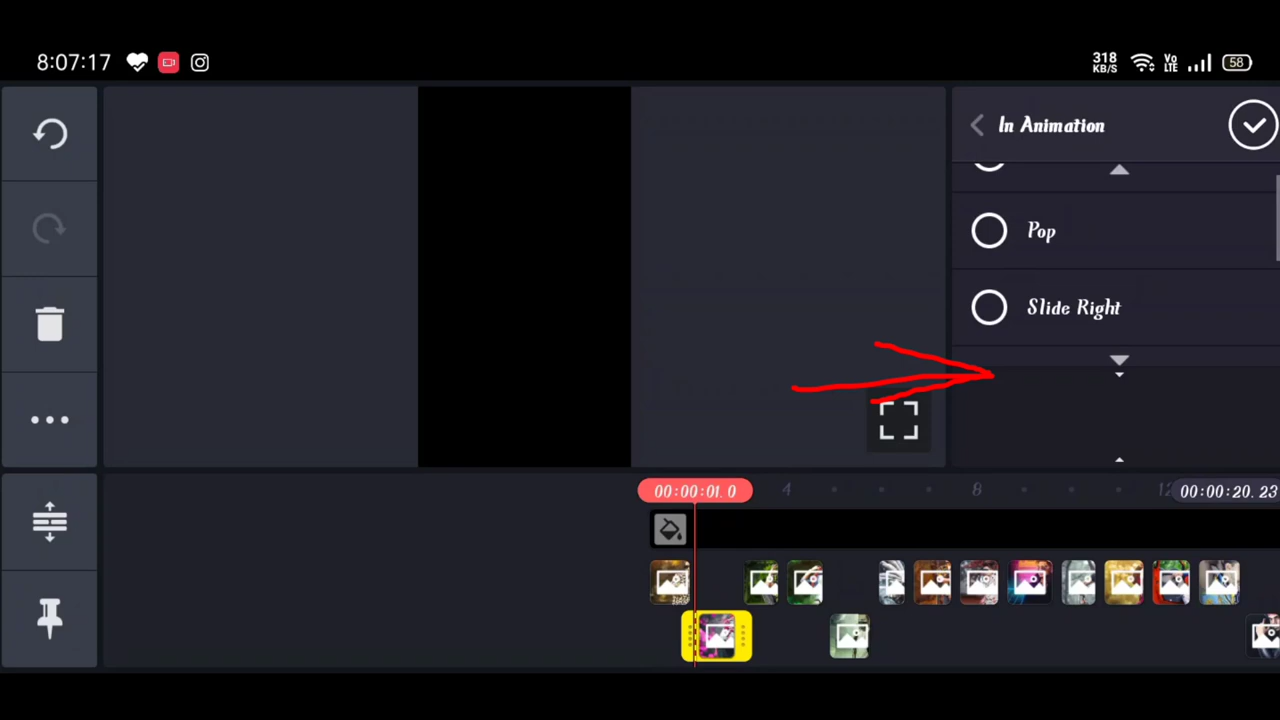 8:07:17
318
KB/S
Vo
LTE
58
In Animation
Pop
Slide Right
00:00:01.0
4
8
12
00:00:20.23